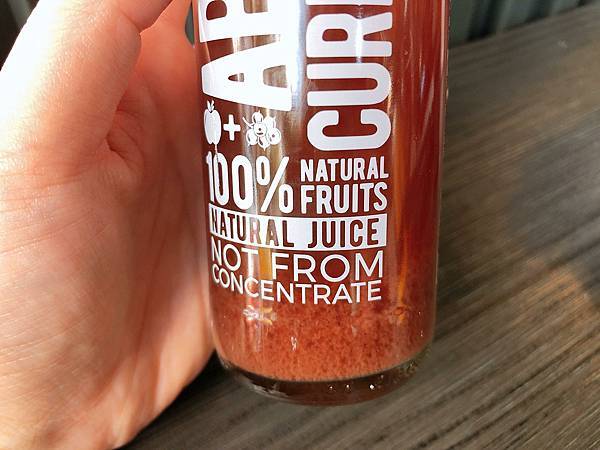 +
100% NATURAL
FRUITS
NATURAL JUICE
NOT FROM
CONCENTRATE